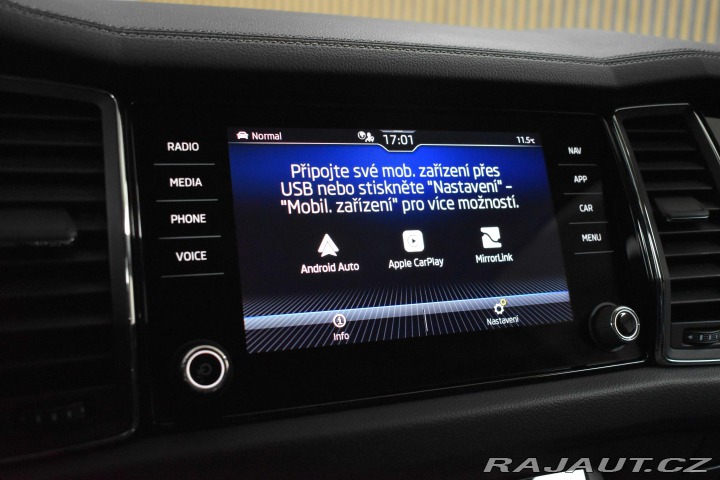 Normal
17:01
11.5°C
RADIO
MEDIA
PHONE
VOICE
Připojte své mob. zařízení přes
USB nebo stiskněte "Nastavení" -
"Mobil. zařízení" pro více možností.
Android Auto
Apple CarPlay
MirrorLink
Info
Nastavení
NAV
APP
CAR
MENU
RAJAUT.CZ